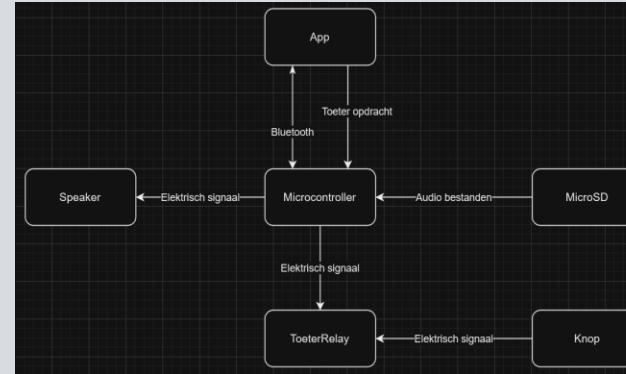 App
Toeter opdracht
Bluetooth
Speaker
Elektrisch signaal
Microcontroller
Audio bestanden
MicroSD
Elektrisch signaal
ToeterRelay
Elektrisch signaal
Knop